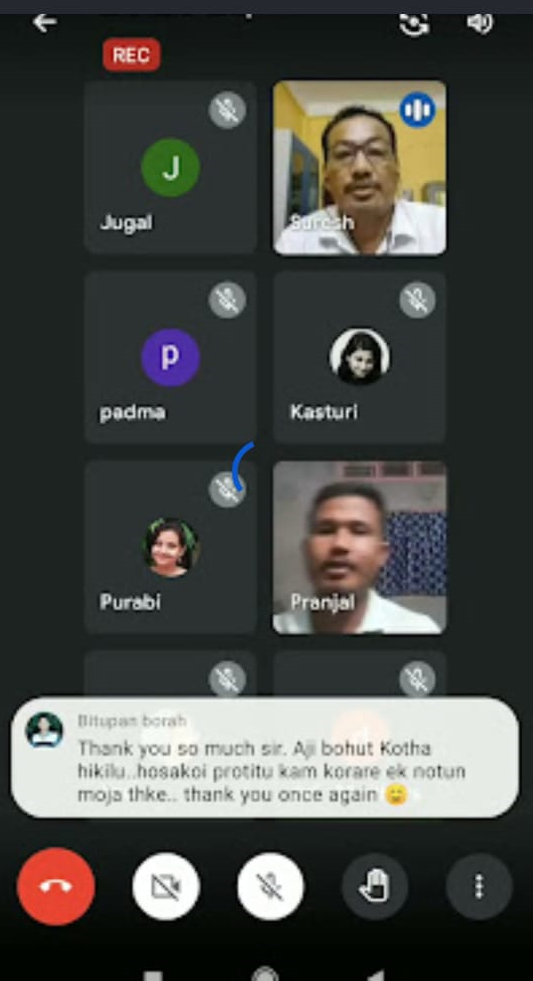 REC
J
Jugal
Suresh
p
padma
Kasturi
Purabi
Pranjal
Bitupan borah
Thank you so much sir. Aji bohut Kotha
hikilu..hosakoi protitu kam korare ek notun
moja thke.. thank you once again 😄